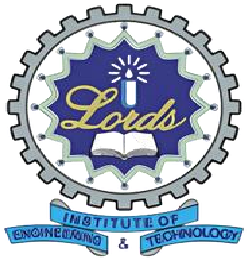 Lords
INSTITUTE OF
ENGINEERING & TECHNOLOGY